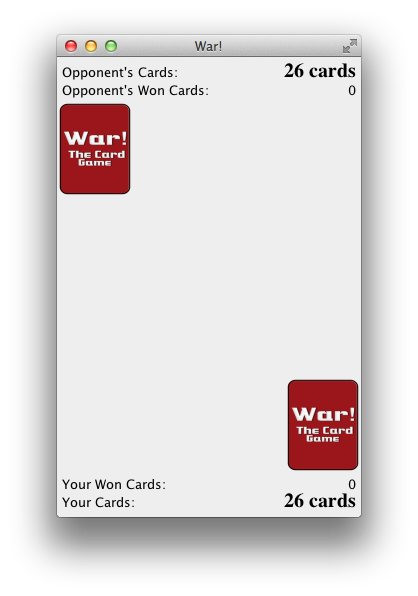 War!
Opponent's Cards: 26 cards
Opponent's Won Cards: 0
War!
The Card
Game
War!
The Card
Game
Your Won Cards: 0
Your Cards: 26 cards